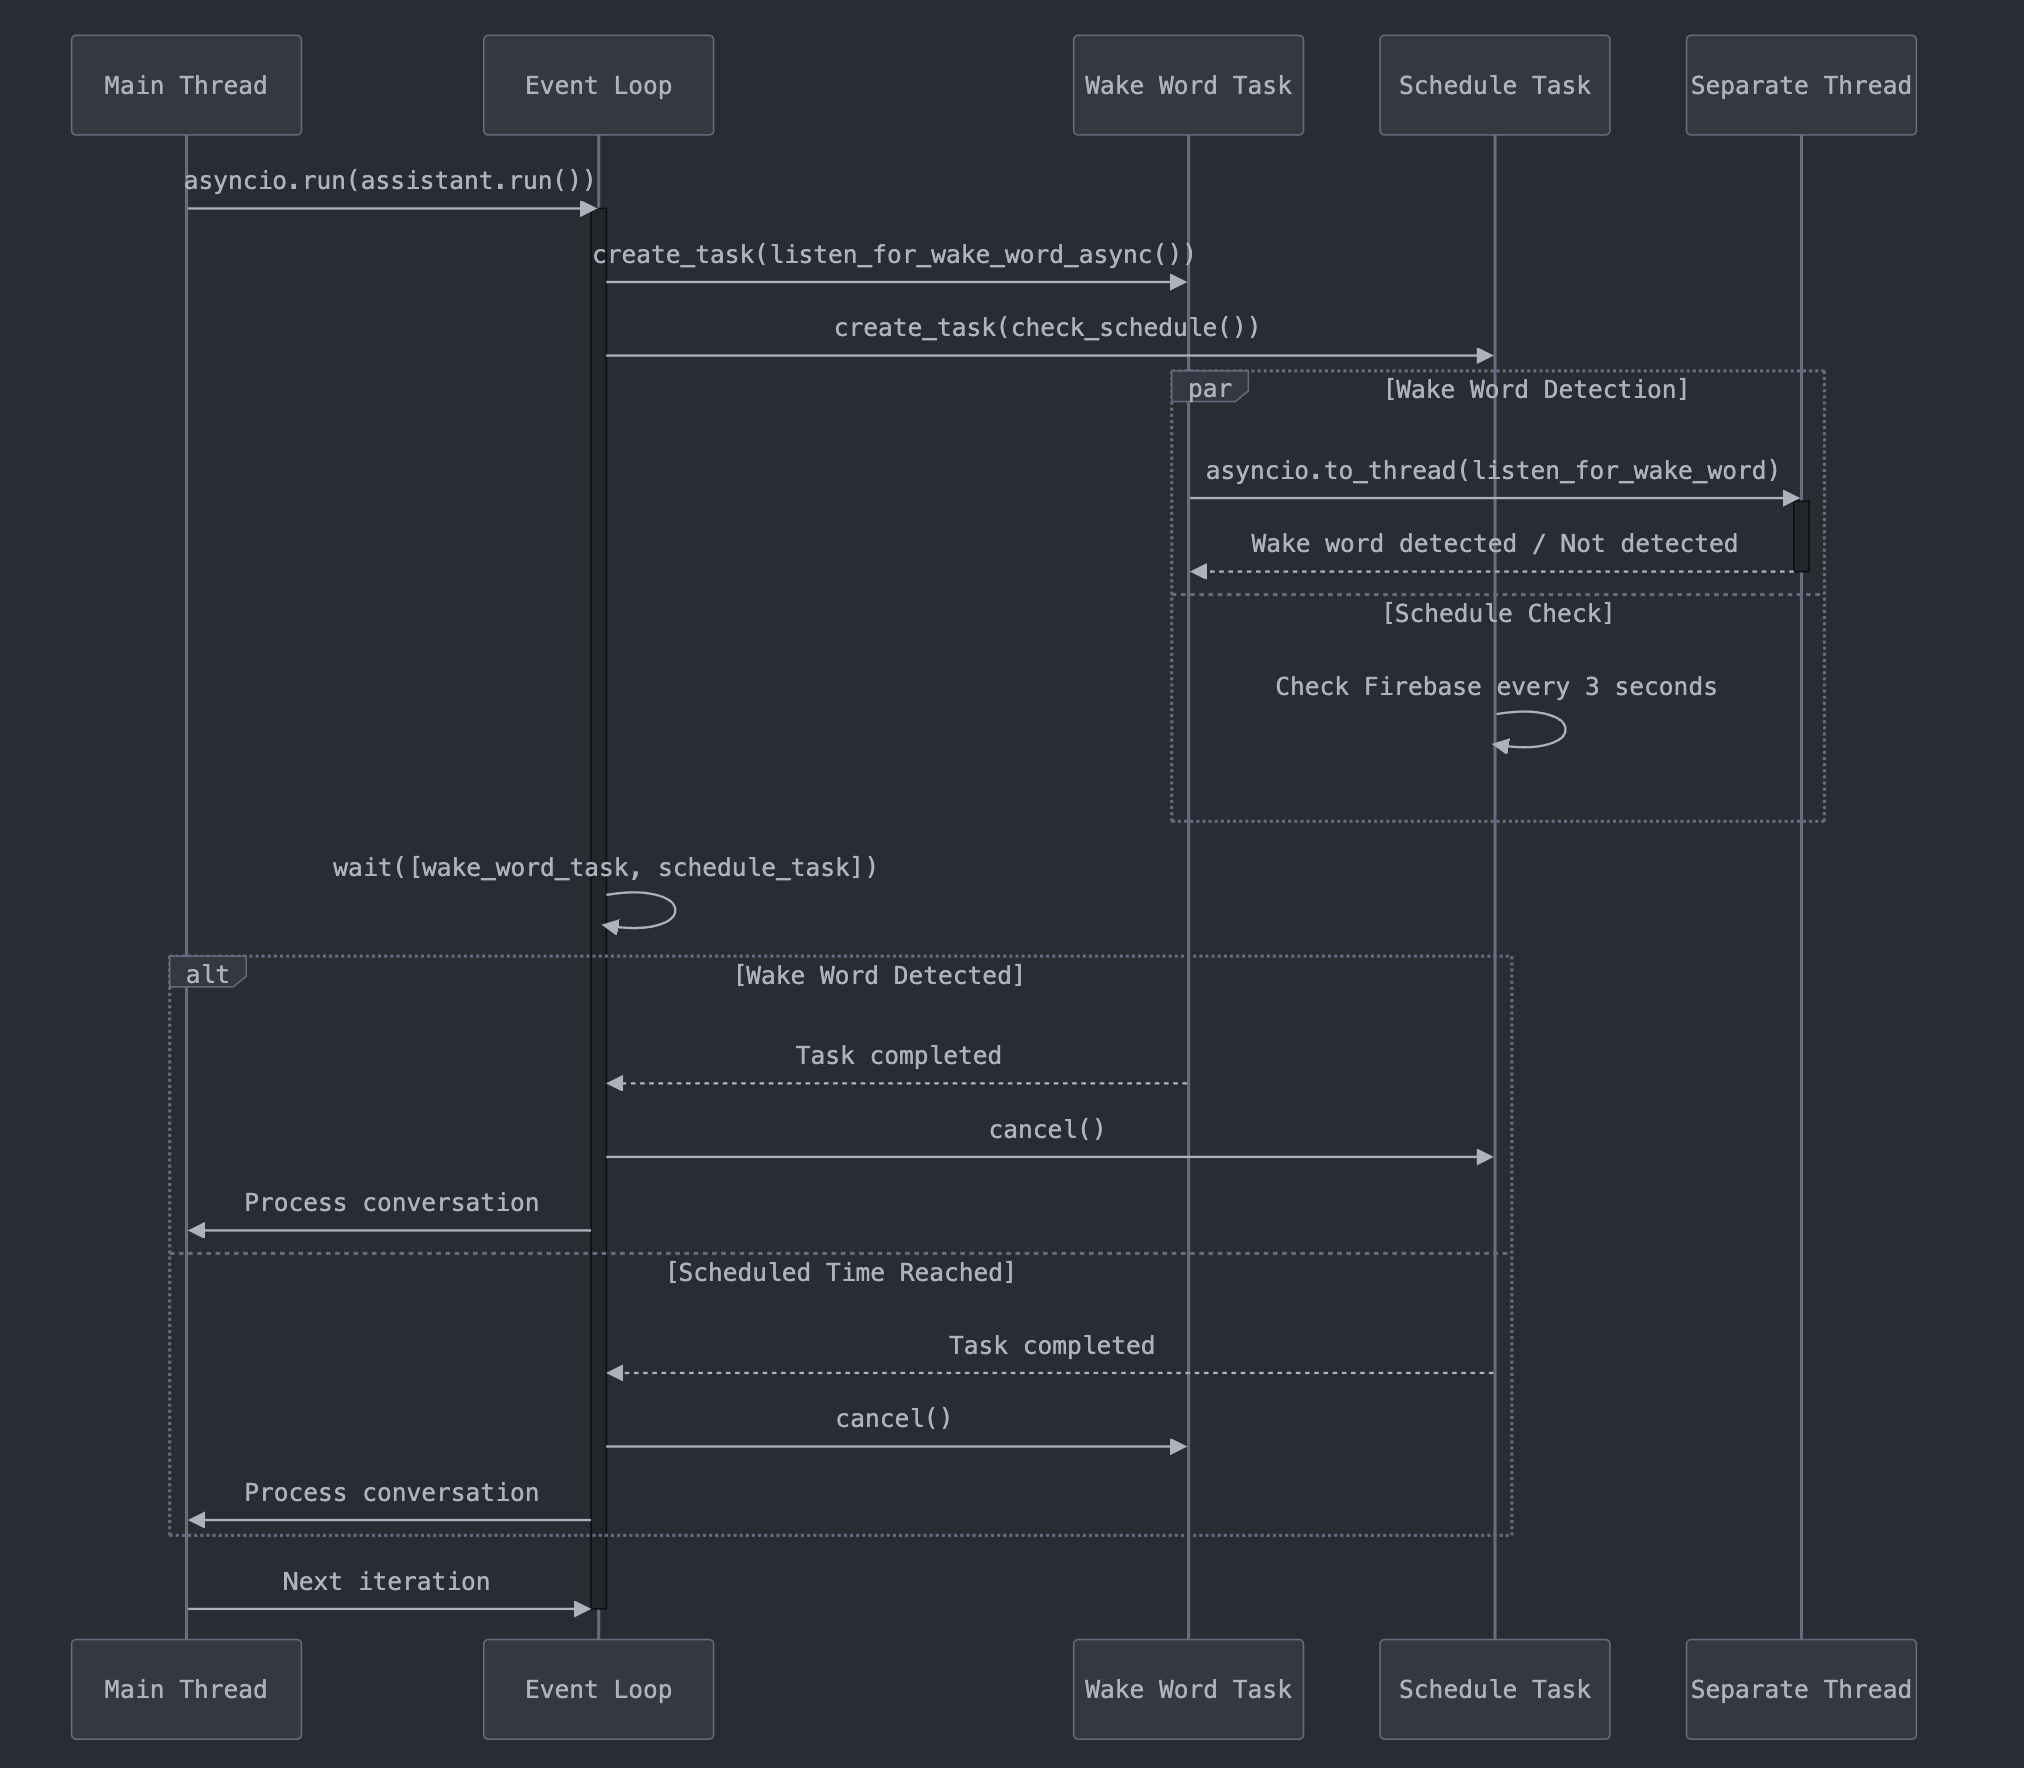 Main Thread
Event Loop
Wake Word Task
Schedule Task
Separate Thread
asyncio.run(assistant.run())
create_task(listen_for_wake_word_async())
create_task(check_schedule())
par
[Wake Word Detection]
asyncio.to_thread(listen_for_wake_word)
Wake word detected / Not detected
[Schedule Check]
Check Firebase every 3 seconds
wait([wake_word_task, schedule_task])
alt
[Wake Word Detected]
Task completed
cancel()
Process conversation
[Scheduled Time Reached]
Task completed
cancel()
Process conversation
Next iteration
Main Thread
Event Loop
Wake Word Task
Schedule Task
Separate Thread